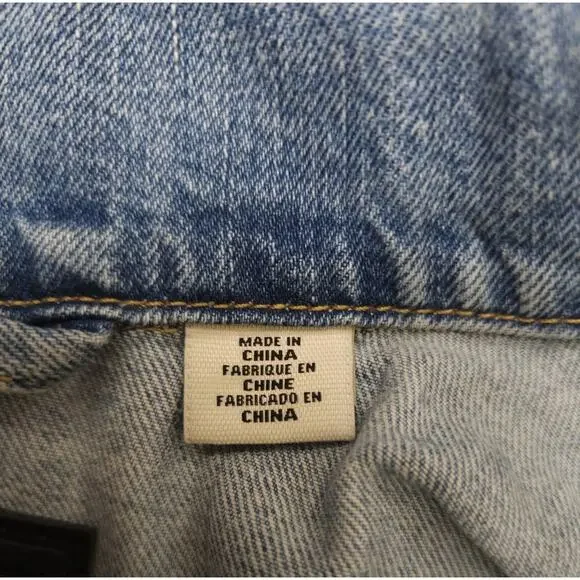 MADE IN
CHINA
FABRIQUE EN
CHINE
FABRICADO EN
CHINA